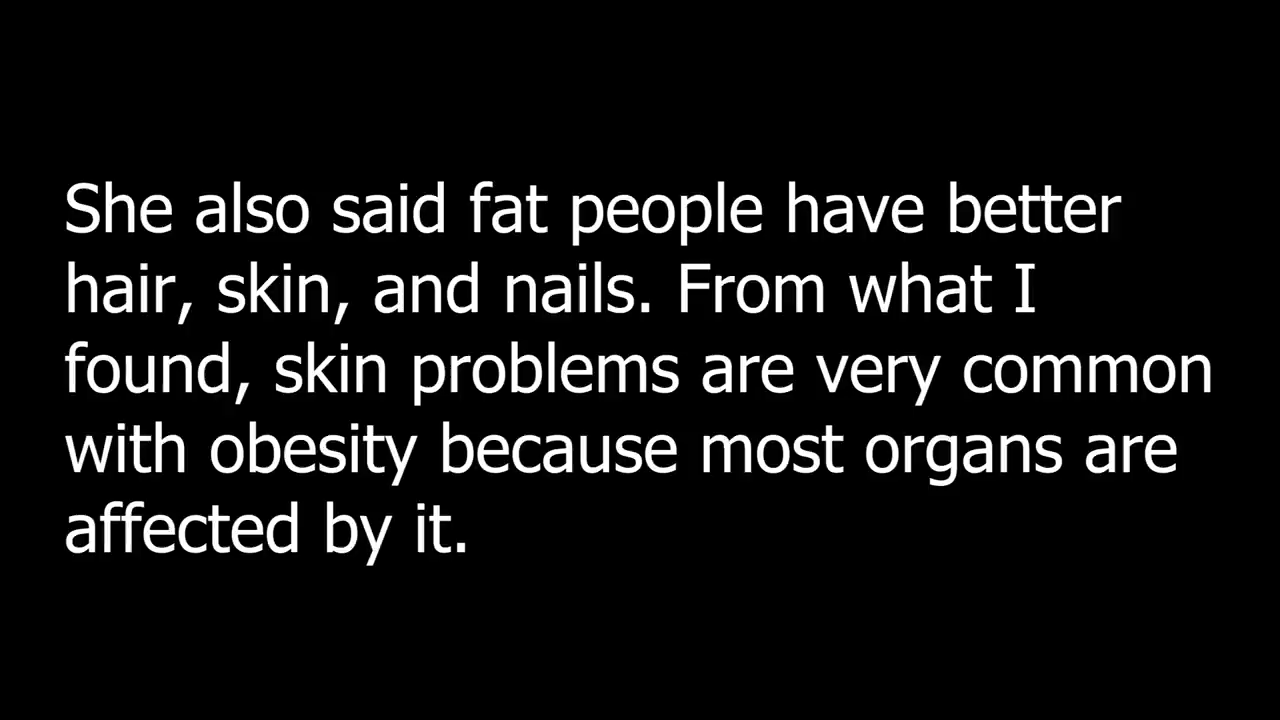 She also said fat people have better
hair, skin, and nails. From what I
found, skin problems are very common
with obesity because most organs are
affected by it.